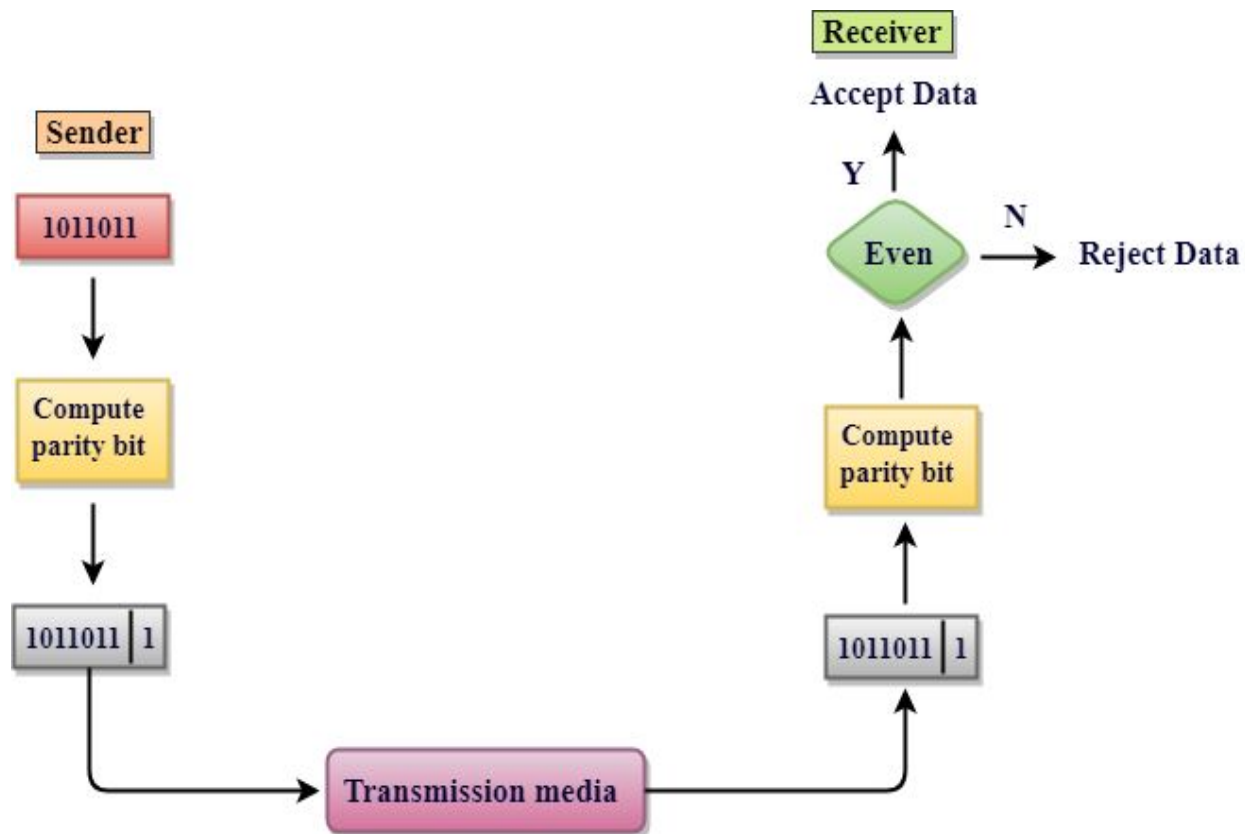 Sender
1011011
Compute
parity bit
1011011 | 1
Transmission media
1011011 | 1
Compute
parity bit
Even
Y
N
Accept Data
Reject Data
Receiver